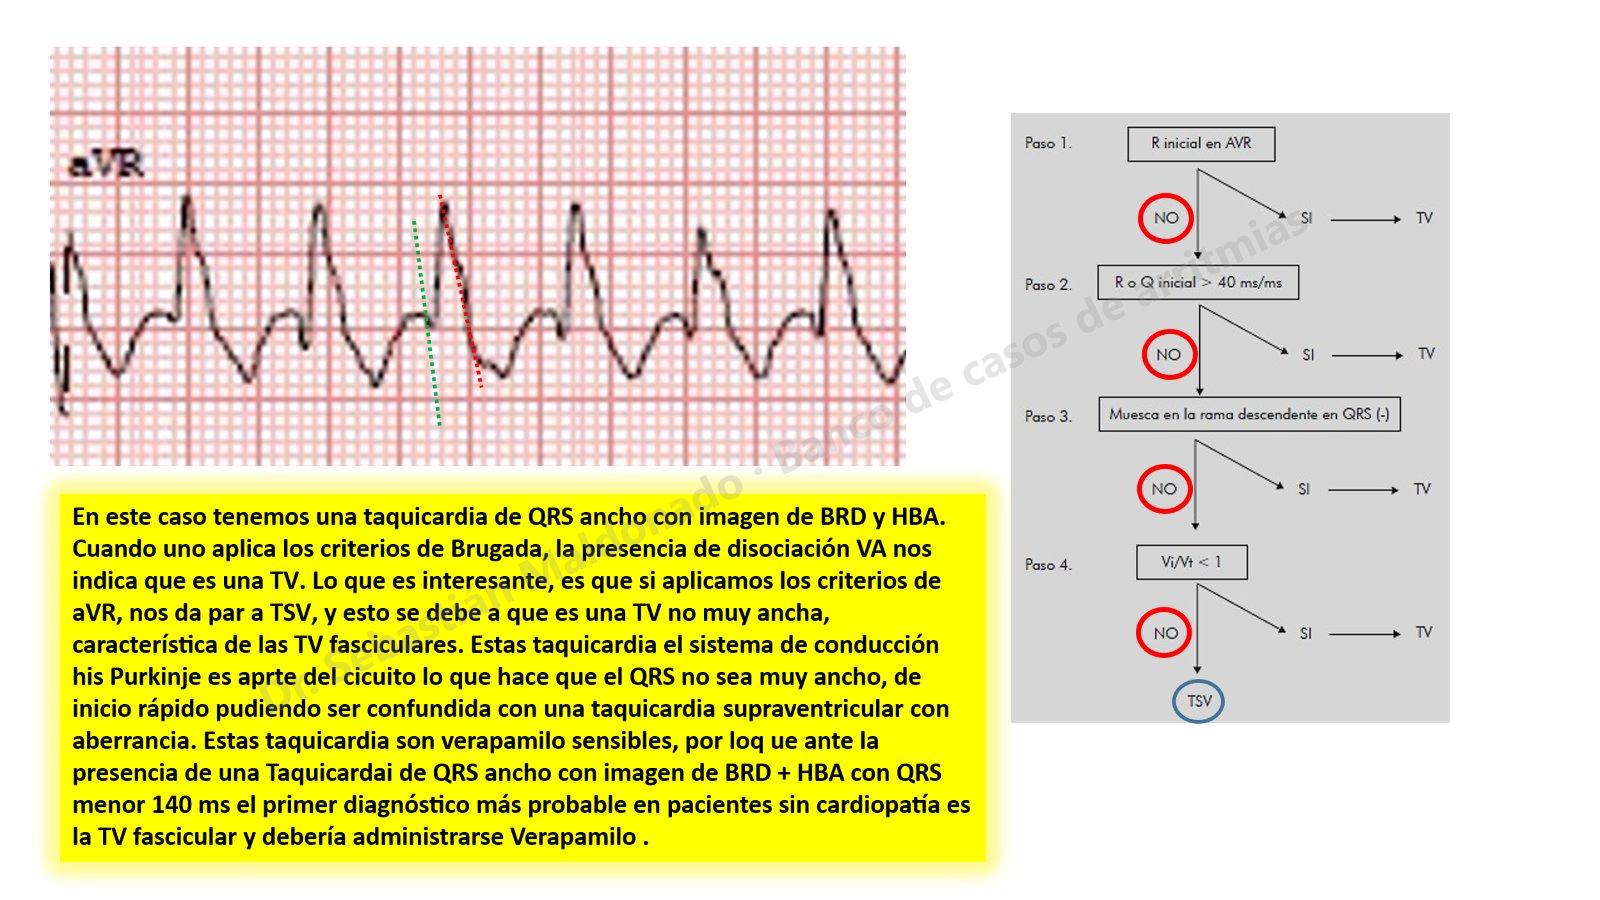 aVR
Paso 1.
R inicial en AVR
NO
SI
TV
Paso 2.
R o Q inicial > 40 ms/ms
NO
SI
TV
Paso 3.
Muesca en la rama descendente en QRS (-)
NO
SI
TV
Paso 4.
Vi/Vt < 1
NO
SI
TV
TSV
En este caso tenemos una taquicardia de QRS ancho con imagen de BRD y HBA.
Cuando uno aplica los criterios de Brugada, la presencia de disociación VA nos
indica que es una TV. Lo que es interesante, es que si aplicamos los criterios de
aVR, nos da par a TSV, y esto se debe a que es una TV no muy ancha,
característica de las TV fasciculares. Estas taquicardia el sistema de conducción
his Purkinje es aprte del cicuito lo que hace que el QRS no sea muy ancho, de
inicio rápido pudiendo ser confundida con una taquicardia supraventricular con
aberrancia. Estas taquicardia son verapamilo sensibles, por loq ue ante la
presencia de una Taquicardai de QRS ancho con imagen de BRD + HBA con QRS
menor 140 ms el primer diagnóstico más probable en pacientes sin cardiopatía es
la TV fascicular y debería administrarse Verapamilo .
Dr. Sebastián Maldonado · Banco de casos de arritmias